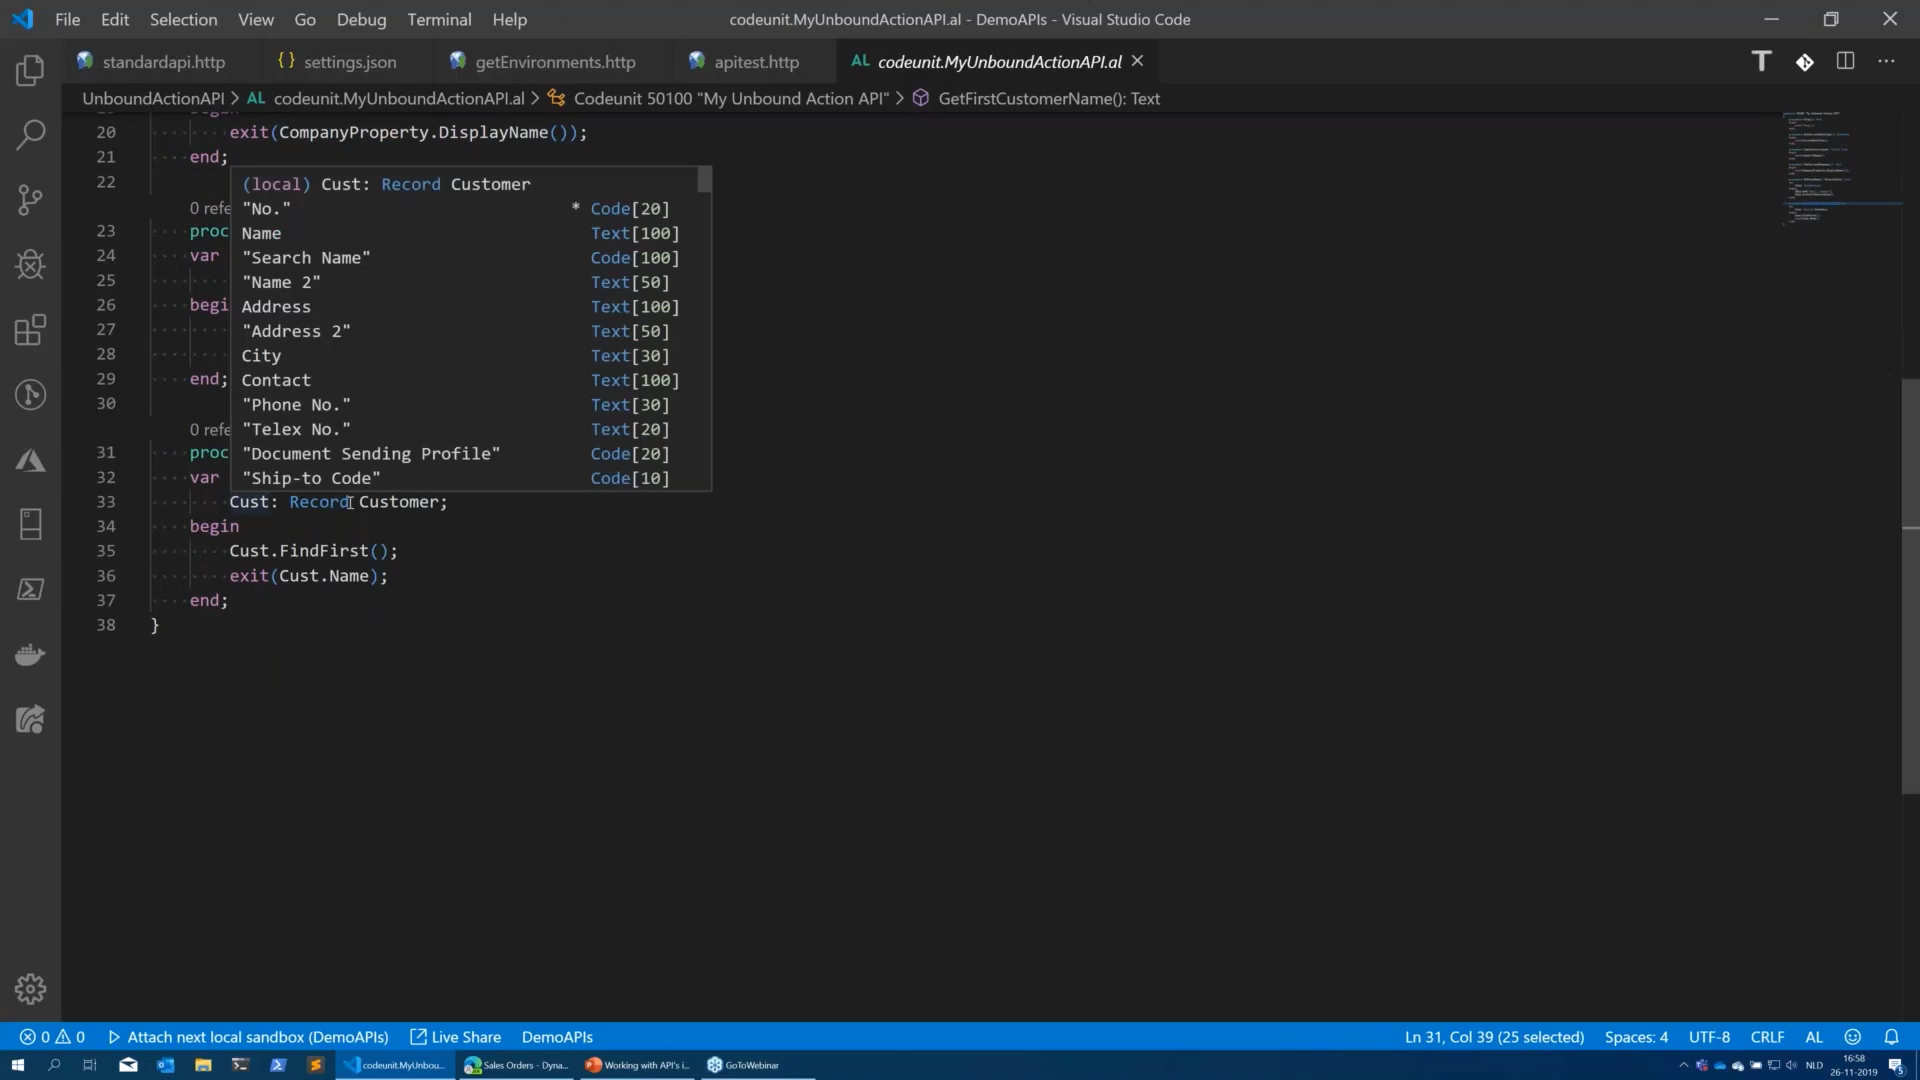 File Edit Selection View Go Debug Terminal Help
codeunit.MyUnboundActionAPI.al - DemoAPIs - Visual Studio Code
standardapi.http
{} settings.json
getEnvironments.http
apitest.http
AL codeunit.MyUnboundActionAPI.al
UnboundActionAPI > AL codeunit.MyUnboundActionAPI.al > Codeunit 50100 "My Unbound Action API" > GetFirstCustomerName(): Text
20 exit(CompanyProperty.DisplayName());
21 end;
22
(local) Cust: Record Customer
"No." * Code[20]
Name Text[100]
"Search Name" Code[100]
"Name 2" Text[50]
Address Text[100]
"Address 2" Text[50]
City Text[30]
Contact Text[100]
"Phone No." Text[30]
"Telex No." Text[20]
"Document Sending Profile" Code[20]
"Ship-to Code" Code[10]
0 refe
23 proc
24 var
25
26 begi
27
28
29 end;
30
0 refe
31 proc
32 var
33 Cust: Record Customer;
34 begin
35 Cust.FindFirst();
36 exit(Cust.Name);
37 end;
38 }
0 0 Attach next local sandbox (DemoAPIs) Live Share DemoAPIs
Ln 31, Col 39 (25 selected) Spaces: 4 UTF-8 CRLF AL
codeunit.MyUnbou...
Sales Orders - Dyna...
Working with API's i...
GoToWebinar
NLD
16:58
26-11-2019
5